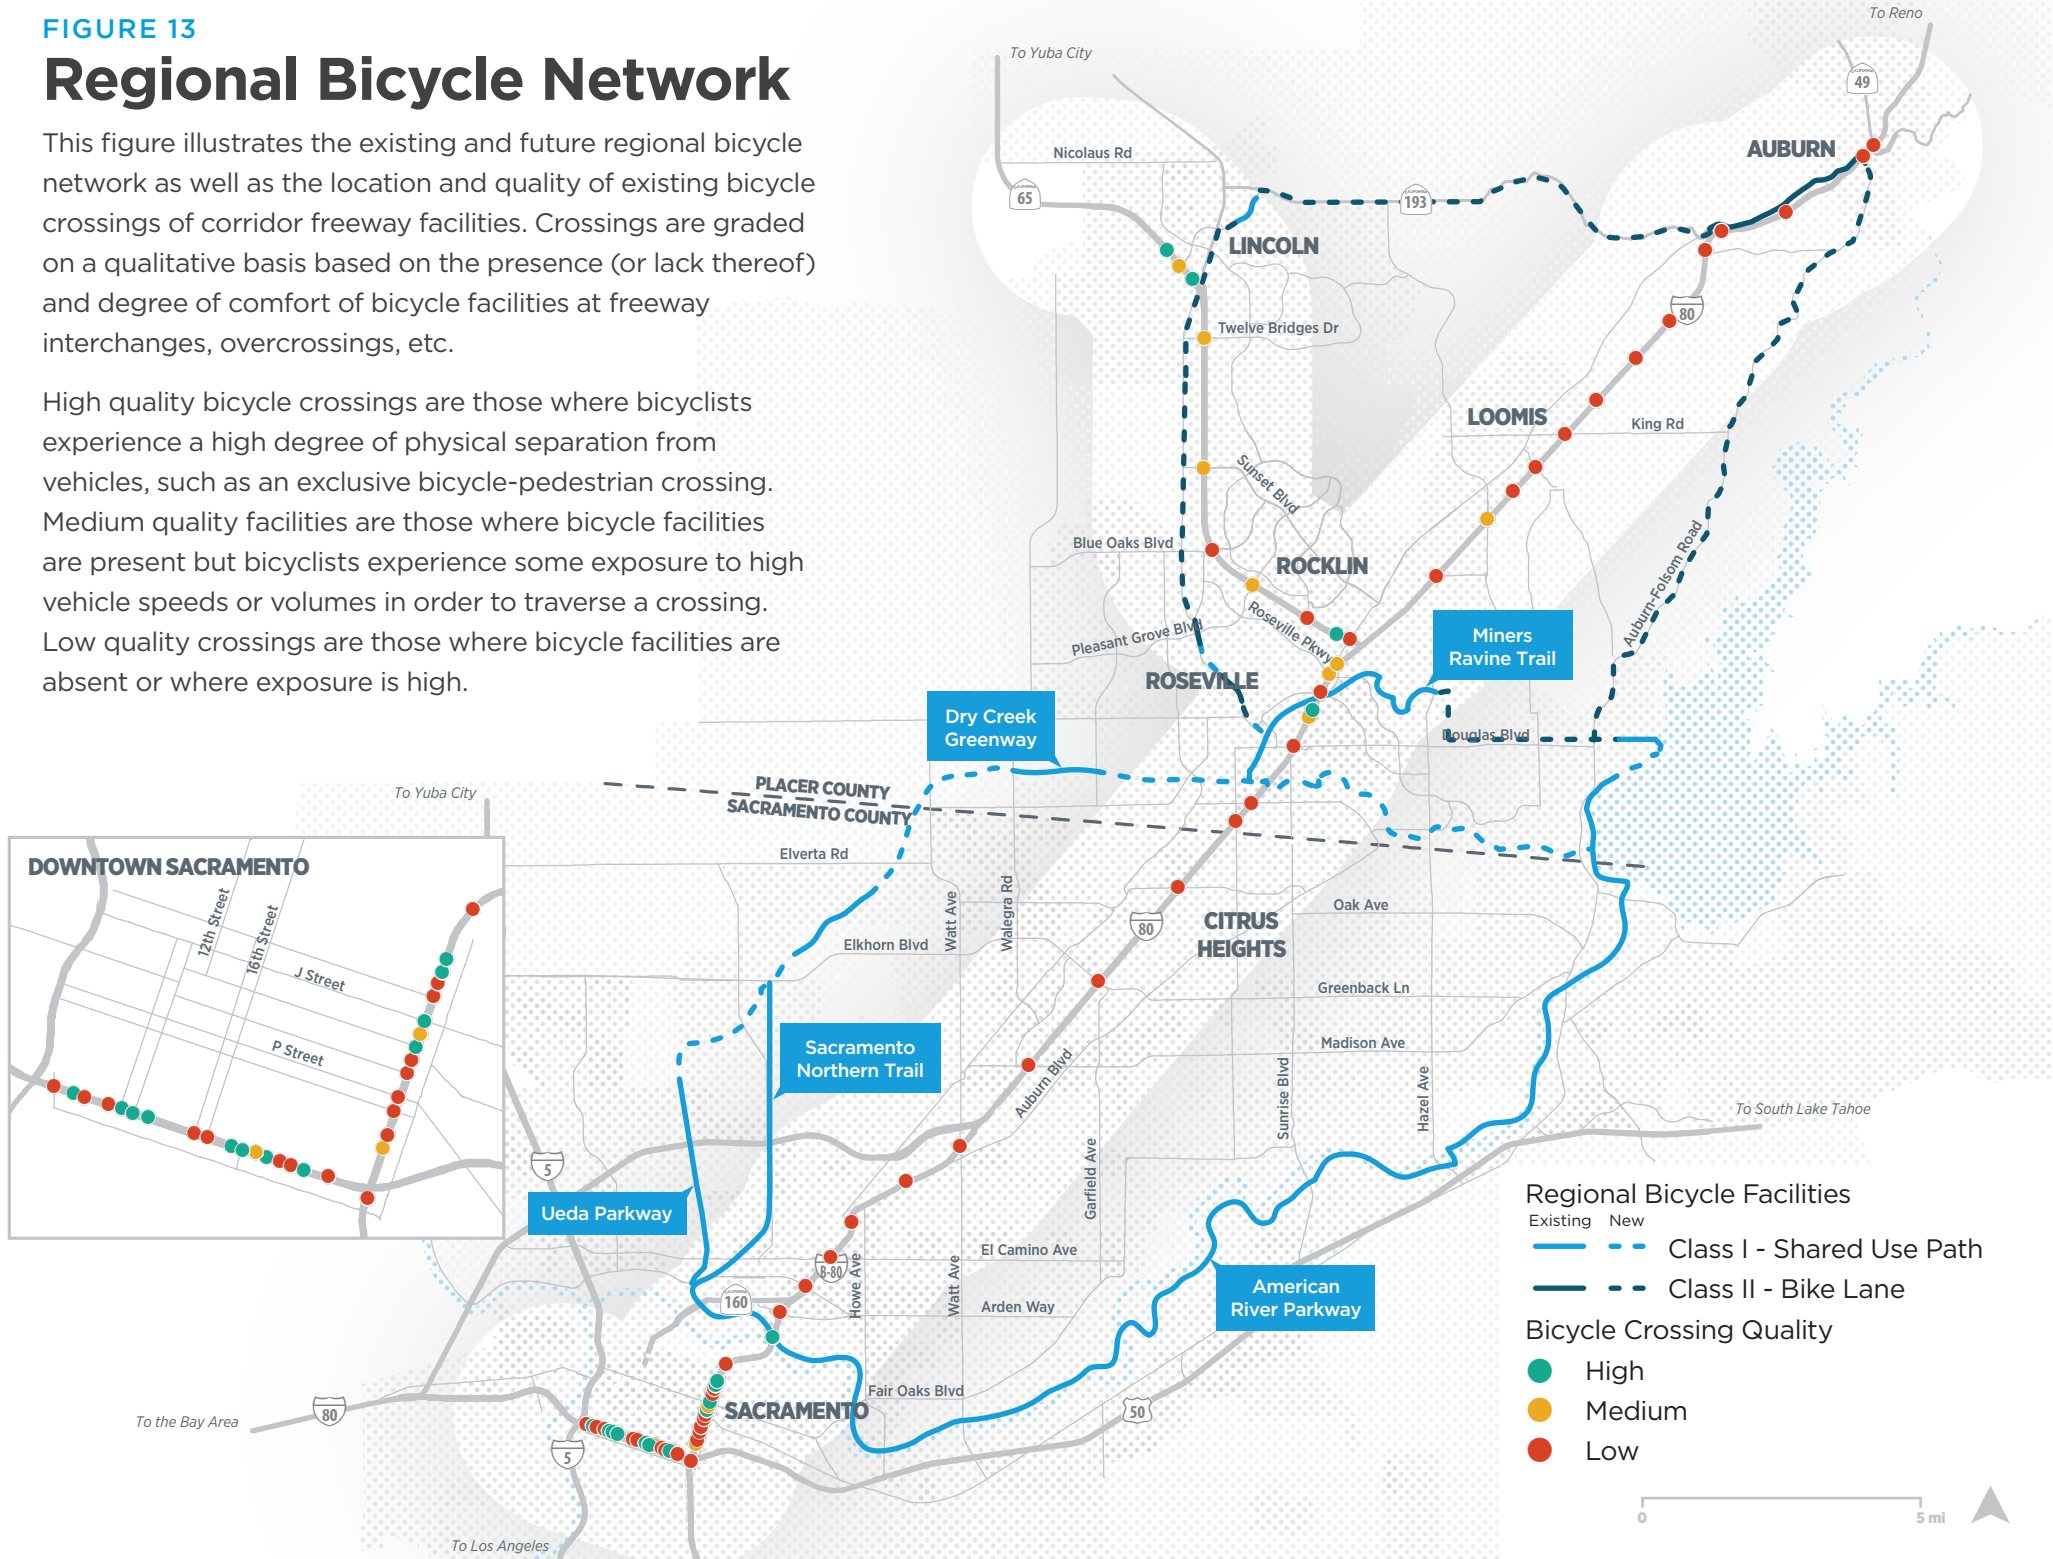 FIGURE 13
Regional Bicycle Network
This figure illustrates the existing and future regional bicycle
network as well as the location and quality of existing bicycle
crossings of corridor freeway facilities. Crossings are graded
on a qualitative basis based on the presence (or lack thereof)
and degree of comfort of bicycle facilities at freeway
interchanges, overcrossings, etc.
High quality bicycle crossings are those where bicyclists
experience a high degree of physical separation from
vehicles, such as an exclusive bicycle-pedestrian crossing.
Medium quality facilities are those where bicycle facilities
are present but bicyclists experience some exposure to high
vehicle speeds or volumes in order to traverse a crossing.
Low quality crossings are those where bicycle facilities are
absent or where exposure is high.
To Reno
To Yuba City
CALIFORNIA
49
AUBURN
Nicolaus Rd
CALIFORNIA
65
CALIFORNIA
193
LINCOLN
80
Twelve Bridges Dr
LOOMIS
King Rd
Sunset Blvd
Blue Oaks Blvd
ROCKLIN
Auburn-Folsom Road
Roseville Pkwy
Pleasant Grove Blvd
Miners
Ravine Trail
ROSEVILLE
Dry Creek
Greenway
Douglas Blvd
PLACER COUNTY
SACRAMENTO COUNTY
To Yuba City
Elverta Rd
DOWNTOWN SACRAMENTO
12th Street
16th Street
J Street
P Street
Watt Ave
Walegra Rd
Oak Ave
80
CITRUS
HEIGHTS
Elkhorn Blvd
Greenback Ln
Sacramento
Northern Trail
Madison Ave
Auburn Blvd
Sunrise Blvd
Hazel Ave
To South Lake Tahoe
5
Garfield Ave
Ueda Parkway
El Camino Ave
B-80
Howe Ave
Watt Ave
CALIFORNIA
160
Arden Way
American
River Parkway
Fair Oaks Blvd
SACRAMENTO
50
80
To the Bay Area
5
To Los Angeles
Regional Bicycle Facilities
Existing New
Class I - Shared Use Path
Class II - Bike Lane
Bicycle Crossing Quality
High
Medium
Low
0 5 mi